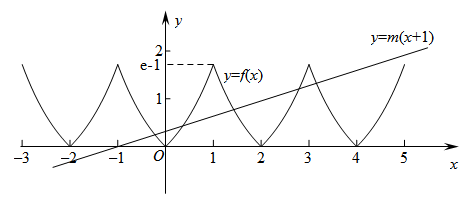 y
y=m(x+1)
2
e-1
y=f(x)
1
–3 –2 –1 O 1 2 3 4 5 x